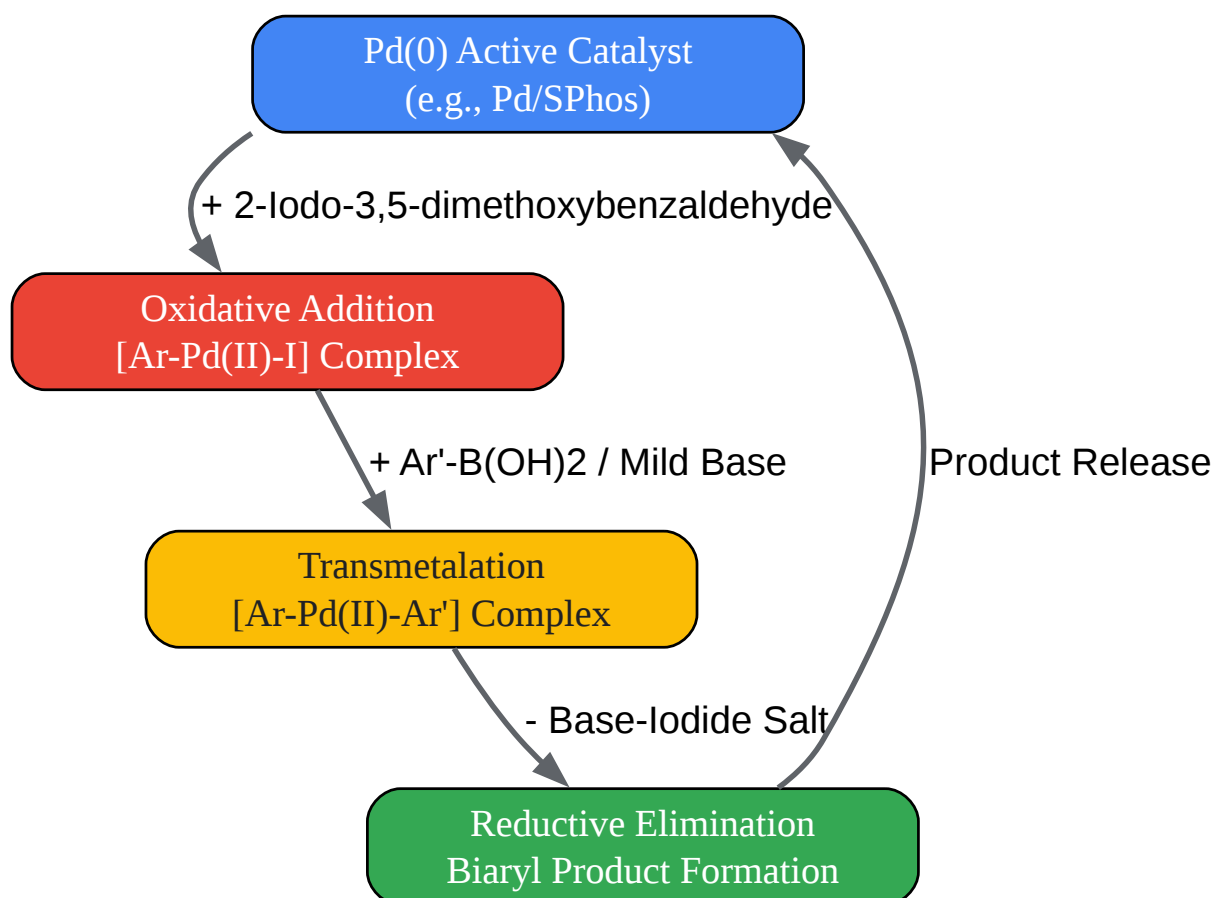 Pd(0) Active Catalyst
(e.g., Pd/SPhos)
+ 2-Iodo-3,5-dimethoxybenzaldehyde
Oxidative Addition
[Ar-Pd(II)-I] Complex
+ Ar'-B(OH)2 / Mild Base
Product Release
Transmetalation
[Ar-Pd(II)-Ar'] Complex
- Base-Iodide Salt
Reductive Elimination
Biaryl Product Formation